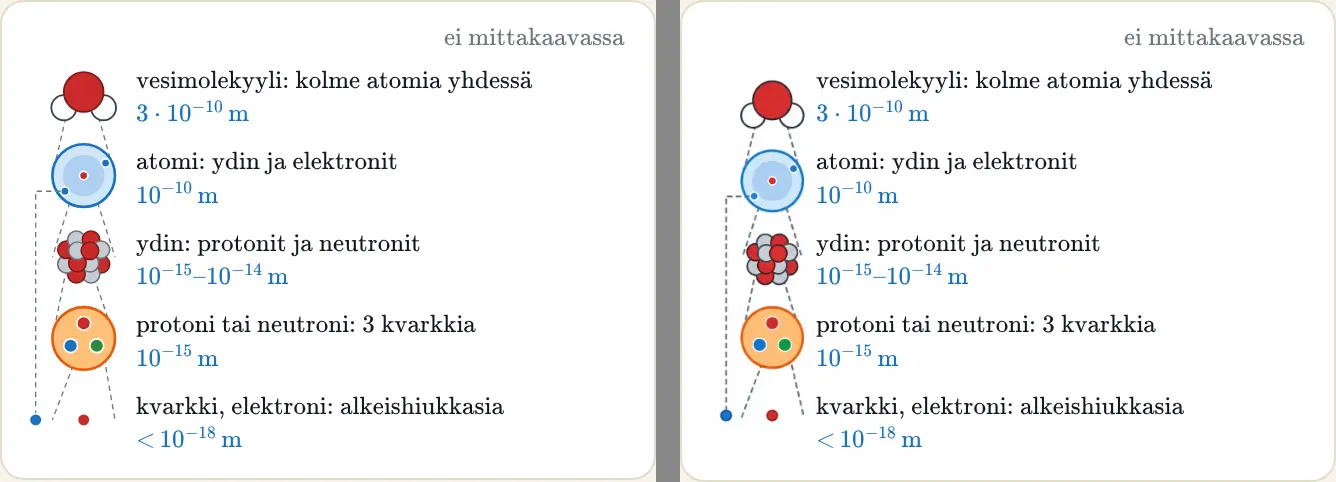 ei mittakaavassa
vesimolekyyli: kolme atomia yhdessä
3 · 10⁻¹⁰ m
atomi: ydin ja elektronit
10⁻¹⁰ m
ydin: protonit ja neutronit
10⁻¹⁵–10⁻¹⁴ m
protoni tai neutroni: 3 kvarkkia
10⁻¹⁵ m
kvarkki, elektroni: alkeishiukkasia
< 10⁻¹⁸ m
ei mittakaavassa
vesimolekyyli: kolme atomia yhdessä
3 · 10⁻¹⁰ m
atomi: ydin ja elektronit
10⁻¹⁰ m
ydin: protonit ja neutronit
10⁻¹⁵–10⁻¹⁴ m
protoni tai neutroni: 3 kvarkkia
10⁻¹⁵ m
kvarkki, elektroni: alkeishiukkasia
< 10⁻¹⁸ m